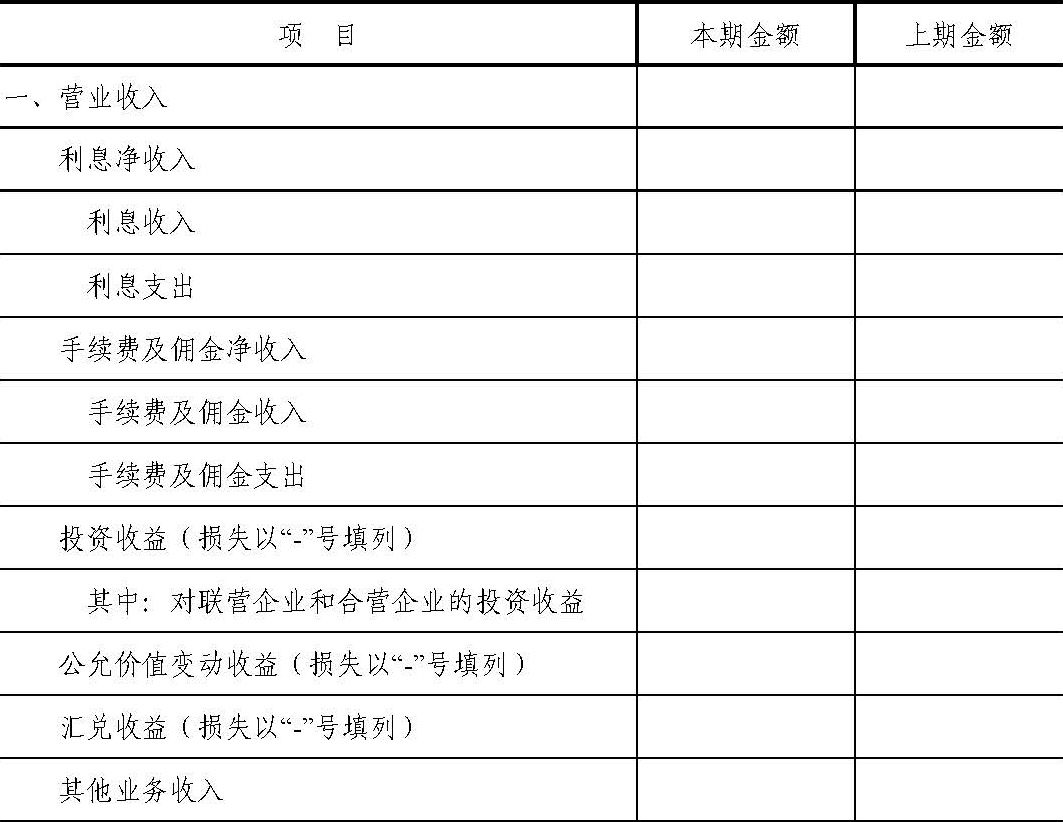 项 目 本期金额 上期金额
一、营业收入
利息净收入
利息收入
利息支出
手续费及佣金净收入
手续费及佣金收入
手续费及佣金支出
投资收益（损失以“-”号填列）
其中：对联营企业和合营企业的投资收益
公允价值变动收益（损失以“-”号填列）
汇兑收益（损失以“-”号填列）
其他业务收入